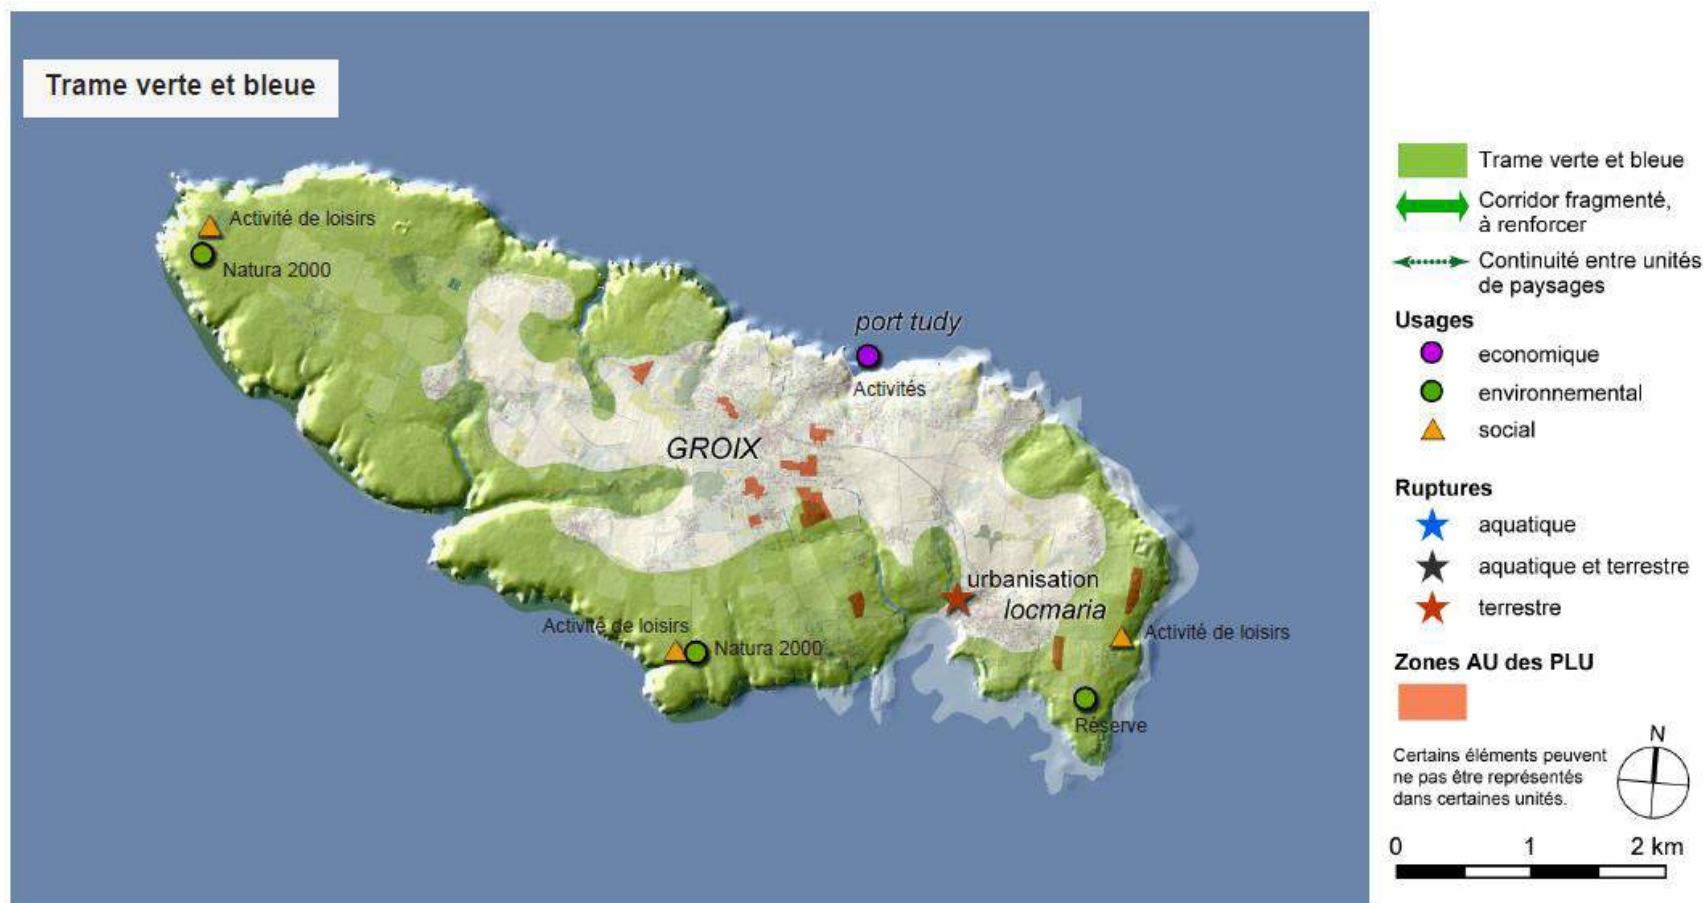 Trame verte et bleue
Activité de loisirs
Natura 2000
port tudy
Activités
GROIX
urbanisation
locmaria
Activité de loisirs
Natura 2000
Activité de loisirs
Réserve
Trame verte et bleue
Corridor fragmenté,
à renforcer
Continuité entre unités
de paysages
Usages
economique
environnemental
social
Ruptures
aquatique
aquatique et terrestre
terrestre
Zones AU des PLU
Certains éléments peuvent
ne pas être représentés
dans certaines unités.
N
0 1 2 km